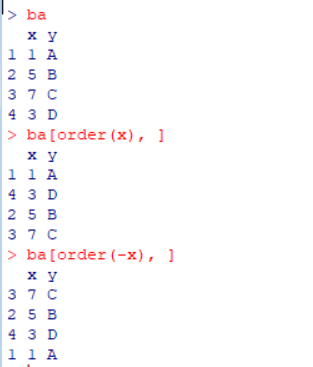 > ba
  x y
1 1 A
2 5 B
3 7 C
4 3 D
> ba[order(x), ]
  x y
1 1 A
4 3 D
2 5 B
3 7 C
> ba[order(-x), ]
  x y
3 7 C
2 5 B
4 3 D
1 1 A